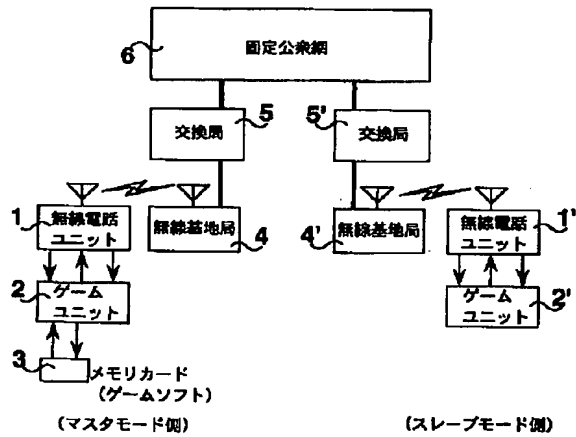 固定公衆網
6
5
交換局
5'
交換局
1
無線電話
ユニット
無線基地局
4
4'
無線基地局
無線電話
ユニット
1'
2
ゲーム
ユニット
ゲーム
ユニット
2'
3
メモリカード
(ゲームソフト)
(マスタモード側)
(スレーブモード側)